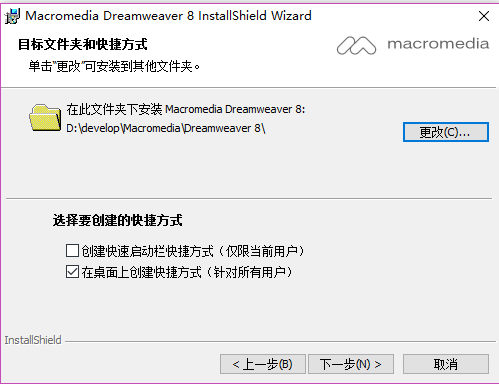 Macromedia Dreamweaver 8 InstallShield Wizard
目标文件夹和快捷方式
单击"更改"可安装到其他文件夹。
macromedia
在此文件夹下安装 Macromedia Dreamweaver 8:
D:\develop\Macromedia\Dreamweaver 8\
更改(C)...
选择要创建的快捷方式
创建快速启动栏快捷方式（仅限当前用户）
在桌面上创建快捷方式（针对所有用户）
InstallShield
< 上一步(B)
下一步(N) >
取消